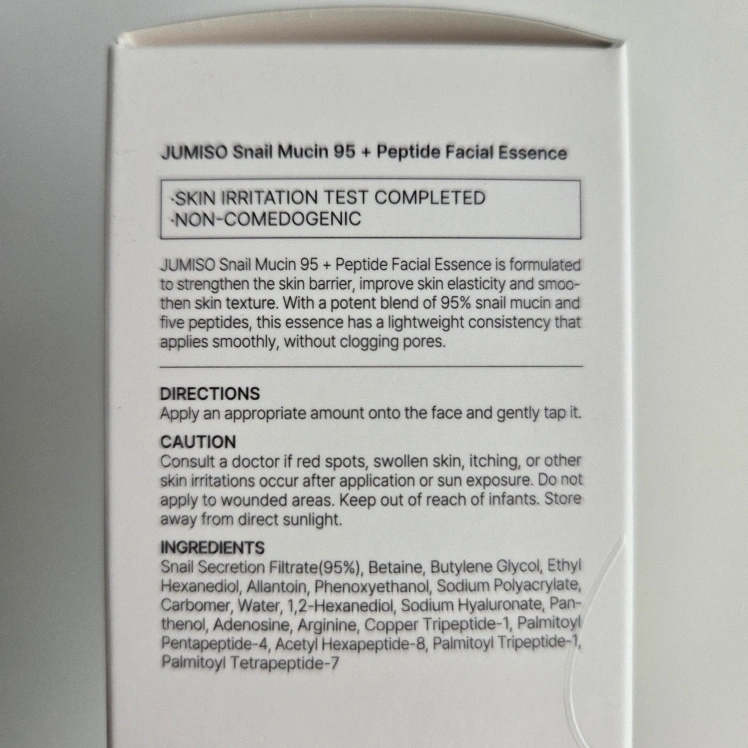 JUMISO Snail Mucin 95 + Peptide Facial Essence
·SKIN IRRITATION TEST COMPLETED
·NON-COMEDOGENIC
JUMISO Snail Mucin 95 + Peptide Facial Essence is formulated
to strengthen the skin barrier, improve skin elasticity and smoo-
then skin texture. With a potent blend of 95% snail mucin and
five peptides, this essence has a lightweight consistency that
applies smoothly, without clogging pores.
DIRECTIONS
Apply an appropriate amount onto the face and gently tap it.
CAUTION
Consult a doctor if red spots, swollen skin, itching, or other
skin irritations occur after application or sun exposure. Do not
apply to wounded areas. Keep out of reach of infants. Store
away from direct sunlight.
INGREDIENTS
Snail Secretion Filtrate(95%), Betaine, Butylene Glycol, Ethyl
Hexanediol, Allantoin, Phenoxyethanol, Sodium Polyacrylate,
Carbomer, Water, 1,2-Hexanediol, Sodium Hyaluronate, Pan-
thenol, Adenosine, Arginine, Copper Tripeptide-1, Palmitoyl
Pentapeptide-4, Acetyl Hexapeptide-8, Palmitoyl Tripeptide-1,
Palmitoyl Tetrapeptide-7